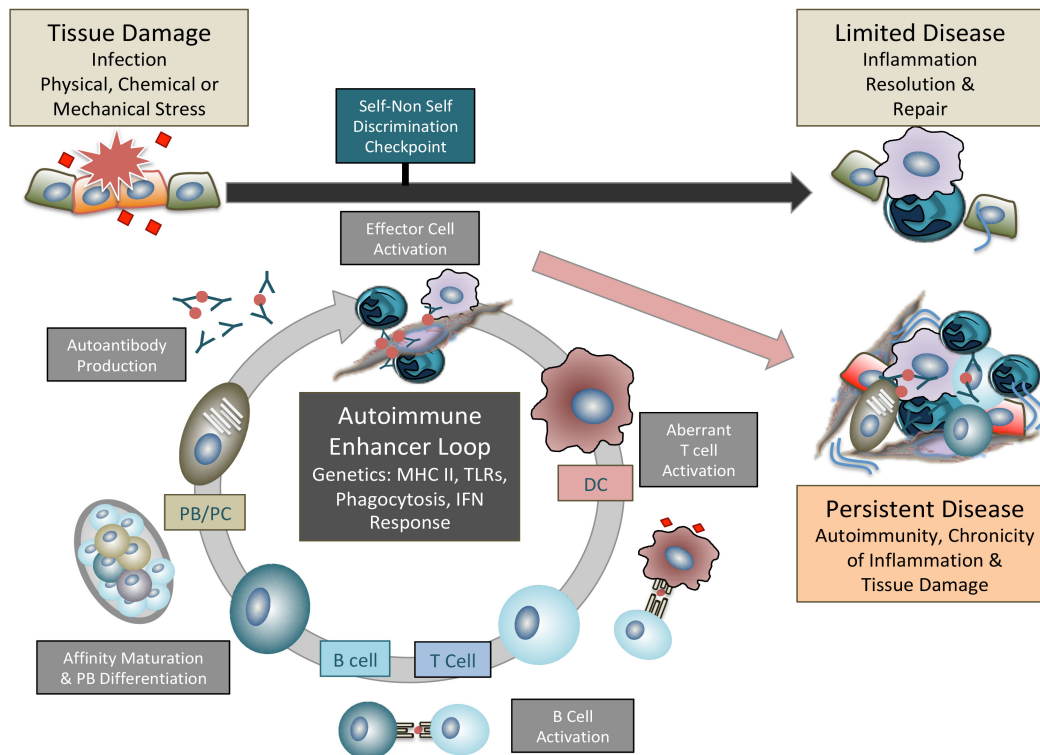 Tissue Damage
Infection
Physical, Chemical or
Mechanical Stress
Self-Non Self
Discrimination
Checkpoint
Limited Disease
Inflammation
Resolution &
Repair
Effector Cell
Activation
Autoantibody
Production
Autoimmune
Enhancer Loop
Genetics: MHC II, TLRs,
Phagocytosis, IFN
Response
Aberrant
T cell
Activation
DC
PB/PC
Persistent Disease
Autoimmunity, Chronicity
of Inflammation &
Tissue Damage
Affinity Maturation
& PB Differentiation
B cell
T Cell
B Cell
Activation